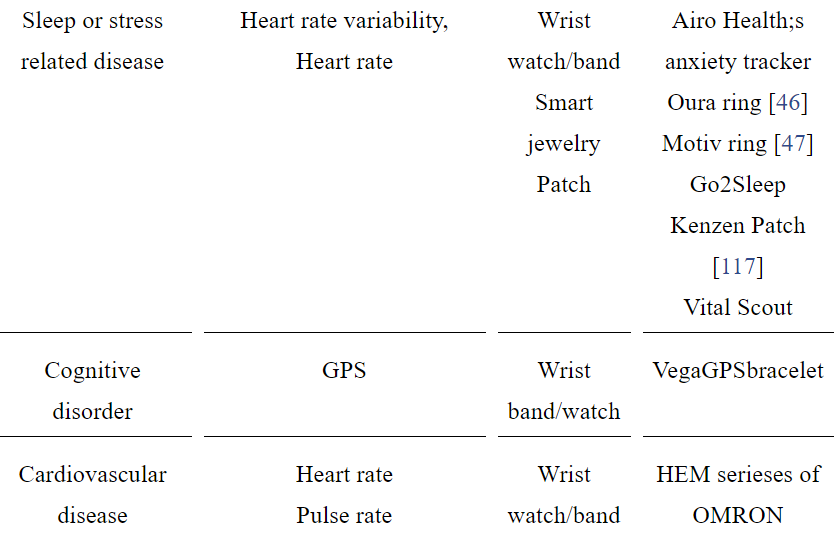 Sleep or stress Heart rate variability, Wrist Airo Health;s
related disease Heart rate watch/band anxiety tracker
Smart Oura ring [46]
jewelry Motiv ring [47]
Patch Go2Sleep
Kenzen Patch
[117]
Vital Scout
Cognitive GPS Wrist VegaGPSbracelet
disorder band/watch
Cardiovascular Heart rate Wrist HEM serieses of
disease Pulse rate watch/band OMRON